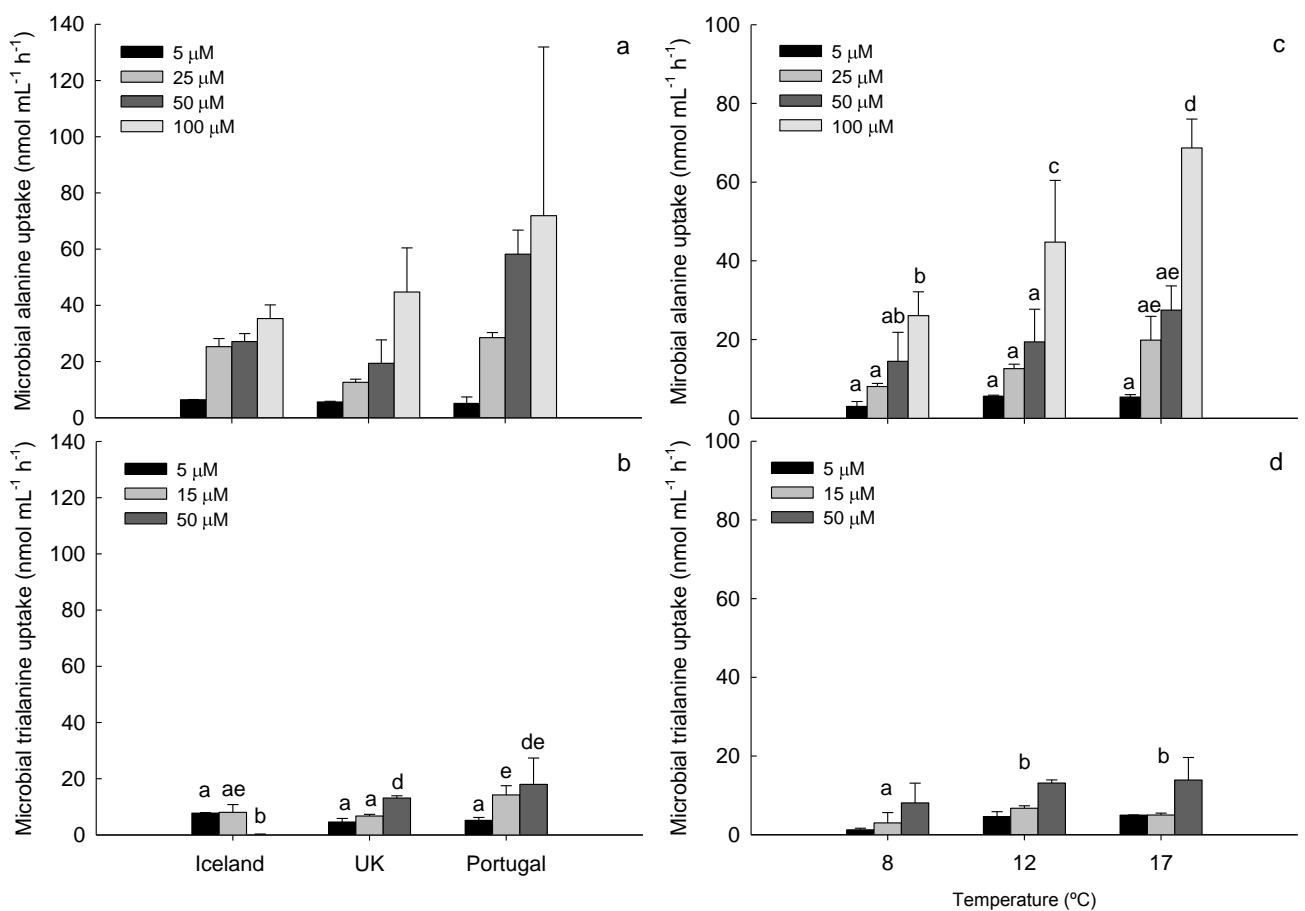 a
Microbial alanine uptake (nmol mL⁻¹ h⁻¹)
140
120
100
80
60
40
20
0
5 μM
25 μM
50 μM
100 μM
c
Mirobial alanine uptake (nmol mL⁻¹ h⁻¹)
100
80
60
40
20
0
5 μM
25 μM
50 μM
100 μM
a a ab b
a a a c
a ae ae d
b
Microbial trialanine uptake (nmol mL⁻¹ h⁻¹)
140
120
100
80
60
40
20
0
5 μM
15 μM
50 μM
a ae b
a a d
a e de
Iceland UK Portugal
d
Microbial trialanine uptake (nmol mL⁻¹ h⁻¹)
100
80
60
40
20
0
5 μM
15 μM
50 μM
a b b
8 12 17
Temperature (ºC)